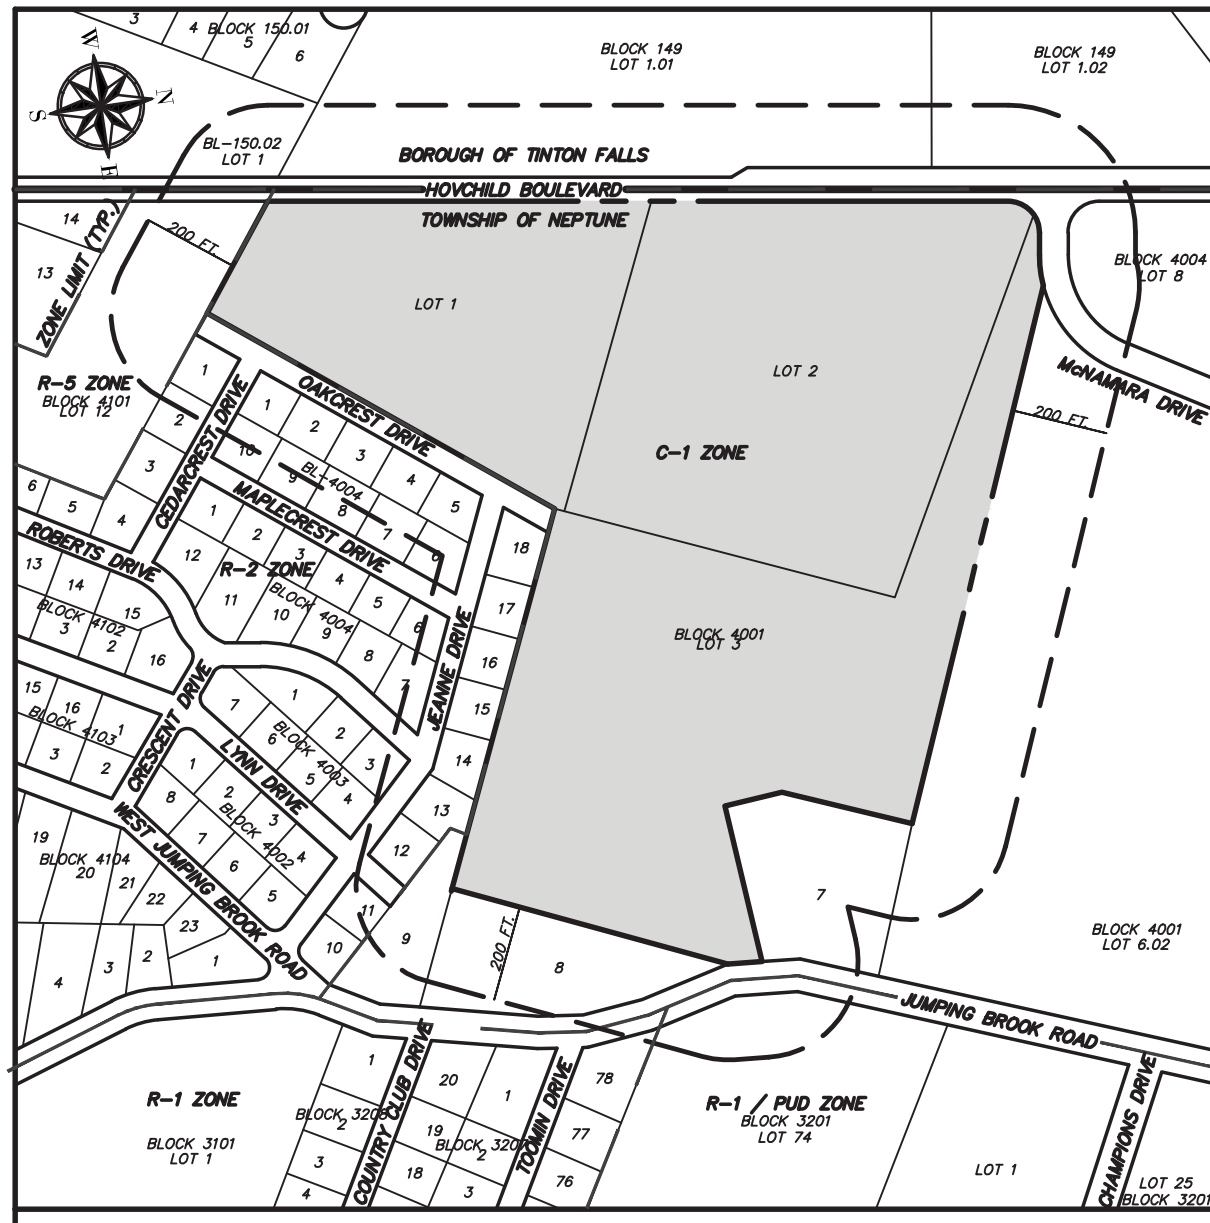 3
4
BLOCK 150.01
5
6
BLOCK 149
LOT 1.01
BLOCK 149
LOT 1.02
W
N
S
E
BL-150.02
LOT 1
BOROUGH OF TINTON FALLS
HOVCHILD BOULEVARD
TOWNSHIP OF NEPTUNE
14
13
ZONE LIMIT (TYP.)
200 FT.
BLOCK 4004
LOT 8
LOT 1
LOT 2
McNAMARA DRIVE
200 FT.
R-5 ZONE
BLOCK 4101
LOT 12
1
2
3
4
5
6
CEDARCREST DRIVE
OAKCREST DRIVE
1
2
3
4
5
6
7
8
9
10
BL-4004
C-1 ZONE
MAPLECREST DRIVE
1
2
3
4
5
6
7
8
9
10
11
12
R-2 ZONE
BLOCK 4004
ROBERTS DRIVE
13
14
15
16
BLOCK 4102
3
2
18
17
16
15
14
13
12
11
10
9
JEANNE DRIVE
BLOCK 4001
LOT 3
15
16
1
BLOCK 4103
3
2
CRESCENT DRIVE
1
2
3
4
5
6
7
BLOCK 4003
LYNN DRIVE
1
2
3
4
5
6
7
8
BLOCK 4002
WEST JUMPING BROOK ROAD
19
BLOCK 4104
20
21
22
23
1
2
3
4
200 FT.
8
7
BLOCK 4001
LOT 6.02
JUMPING BROOK ROAD
R-1 ZONE
BLOCK 3101
LOT 1
1
BLOCK 3208
2
3
4
COUNTRY CLUB DRIVE
20
1
19
BLOCK 3207
2
18
3
TOOMIN DRIVE
78
77
76
R-1 / PUD ZONE
BLOCK 3201
LOT 74
LOT 1
CHAMPIONS DRIVE
LOT 25
BLOCK 3201